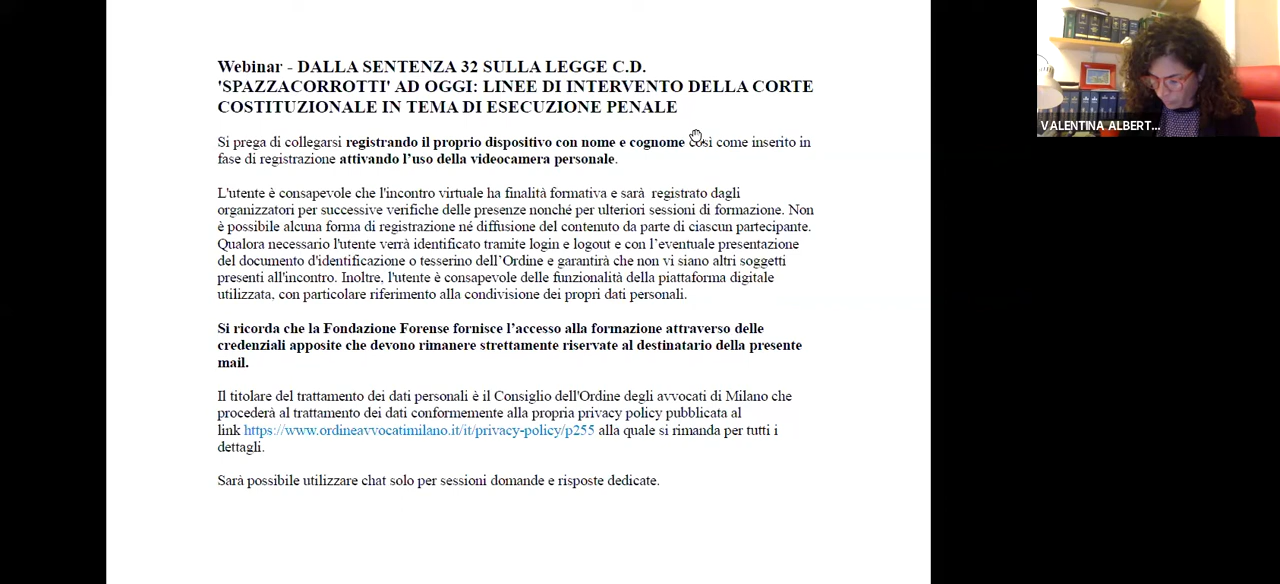 Webinar - DALLA SENTENZA 32 SULLA LEGGE C.D.
'SPAZZACORROTTI' AD OGGI: LINEE DI INTERVENTO DELLA CORTE
COSTITUZIONALE IN TEMA DI ESECUZIONE PENALE
Si prega di collegarsi registrando il proprio dispositivo con nome e cognome così come inserito in
fase di registrazione attivando l’uso della videocamera personale.
L'utente è consapevole che l'incontro virtuale ha finalità formativa e sarà registrato dagli
organizzatori per successive verifiche delle presenze nonché per ulteriori sessioni di formazione. Non
è possibile alcuna forma di registrazione né diffusione del contenuto da parte di ciascun partecipante.
Qualora necessario l'utente verrà identificato tramite login e logout e con l’eventuale presentazione
del documento d'identificazione o tesserino dell’Ordine e garantirà che non vi siano altri soggetti
presenti all'incontro. Inoltre, l'utente è consapevole delle funzionalità della piattaforma digitale
utilizzata, con particolare riferimento alla condivisione dei propri dati personali.
Si ricorda che la Fondazione Forense fornisce l’accesso alla formazione attraverso delle
credenziali apposite che devono rimanere strettamente riservate al destinatario della presente
mail.
Il titolare del trattamento dei dati personali è il Consiglio dell'Ordine degli avvocati di Milano che
procederà al trattamento dei dati conformemente alla propria privacy policy pubblicata al
link https://www.ordineavvocatimilano.it/it/privacy-policy/p255 alla quale si rimanda per tutti i
dettagli.
Sarà possibile utilizzare chat solo per sessioni domande e risposte dedicate.
VALENTINA ALBERT...